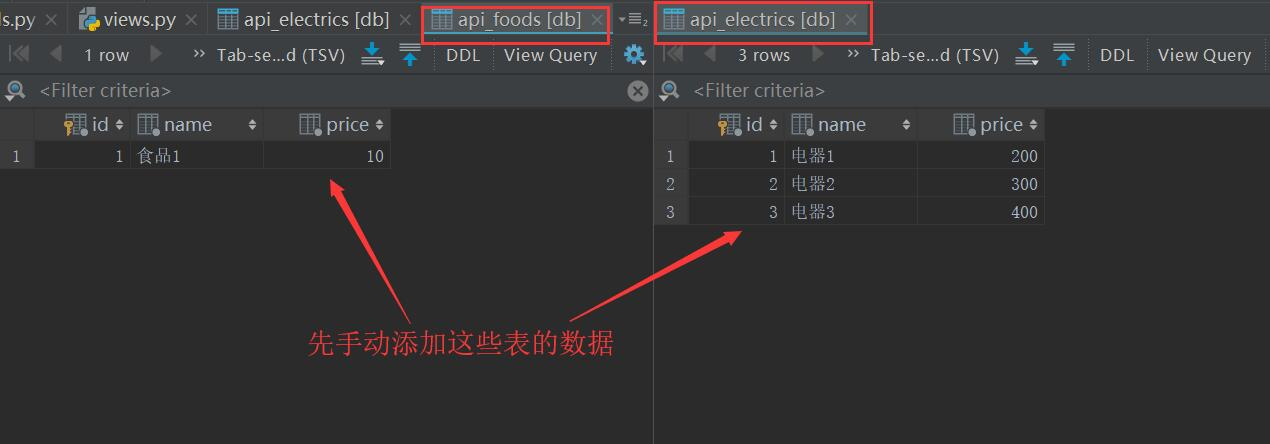 ls.py views.py api_electrics [db] api_foods [db] 2 api_electrics [db]
1 row >> Tab-se...d (TSV) DDL View Query 3 rows >> Tab-se...d (TSV) DDL View Query
<Filter criteria> <Filter criteria>
id name price id name price
1 1 食品1 10 1 1 电器1 200
2 2 电器2 300
3 3 电器3 400
先手动添加这些表的数据